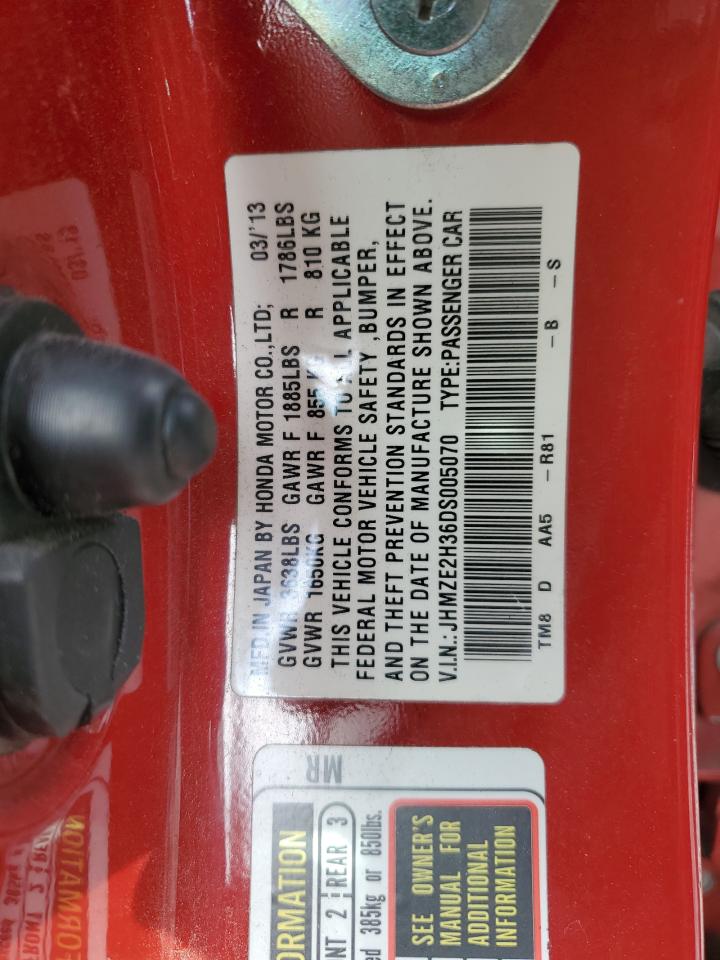 MFD.IN JAPAN BY HONDA MOTOR CO.,LTD; 03/'13
GVWR 3638LBS GAWR F 1885LBS R 1786LBS
GVWR 1650KG GAWR F 855 KG R 810 KG
THIS VEHICLE CONFORMS TO ALL APPLICABLE
FEDERAL MOTOR VEHICLE SAFETY ,BUMPER,
AND THEFT PREVENTION STANDARDS IN EFFECT
ON THE DATE OF MANUFACTURE SHOWN ABOVE.
V.I.N.: JHMZE2H36DS005070 TYPE:PASSENGER CAR
TM8 D AA5 -R81 -B -S
MR
ORMATION
NT 2 REAR 3
ed 385kg or 850lbs.
SEE OWNER'S
MANUAL FOR
ADDITIONAL
INFORMATION